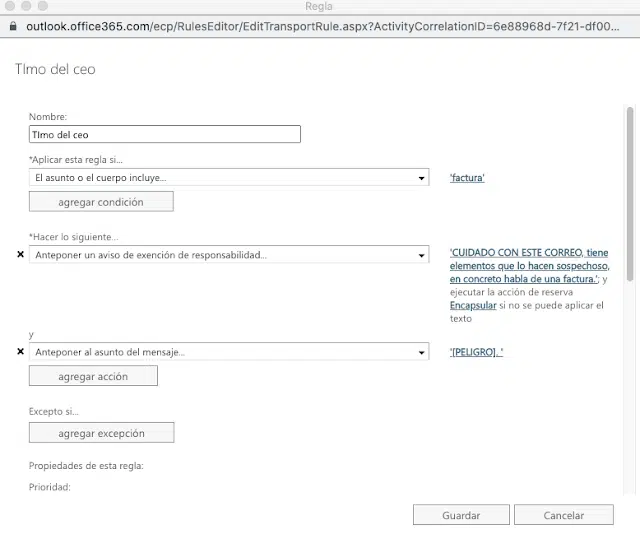 Regla
outlook.office365.com/ecp/RulesEditor/EditTransportRule.aspx?ActivityCorrelationID=6e88968d-7f21-df00...
TImo del ceo
Nombre:
TImo del ceo
*Aplicar esta regla si...
El asunto o el cuerpo incluye...
'factura'
agregar condición
*Hacer lo siguiente...
Anteponer un aviso de exención de responsabilidad...
'CUIDADO CON ESTE CORREO, tiene
elementos que lo hacen sospechoso,
en concreto habla de una factura.'; y
ejecutar la acción de reserva
Encapsular si no se puede aplicar el
texto
y
Anteponer al asunto del mensaje...
'[PELIGRO]. '
agregar acción
Excepto si...
agregar excepción
Propiedades de esta regla:
Prioridad:
Guardar
Cancelar